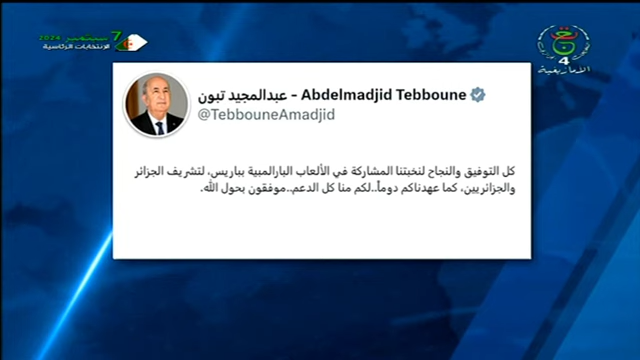 7 سبتمبر 2024
الانتخابات الرئاسية
4
الأمازيغية
عبدالمجيد تبون - Abdelmadjid Tebboune
@TebbouneAmadjid
كل التوفيق والنجاح لنخبتنا المشاركة في الألعاب البارالمبية بباريس، لتشريف الجزائر
والجزائريين، كما عهدناكم دوماً..لكم منا كل الدعم..موفقون بحول الله.